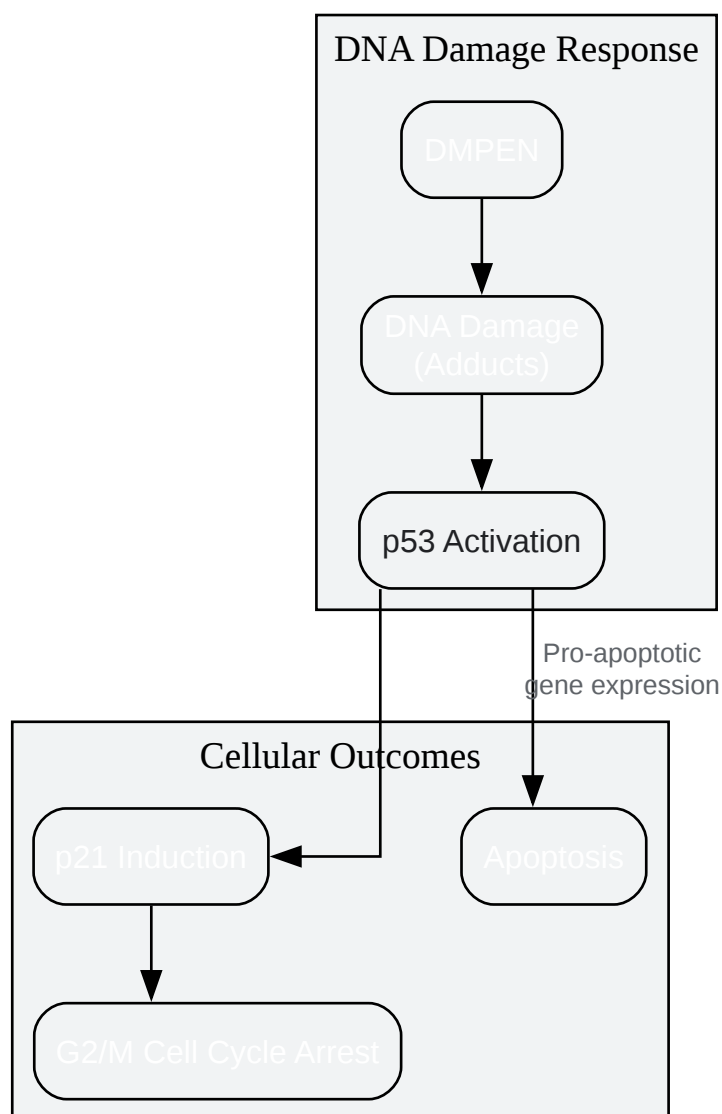 DNA Damage Response
DMPEN
DNA Damage
(Adducts)
p53 Activation
Pro-apoptotic
gene expression
Cellular Outcomes
p21 Induction
Apoptosis
G2/M Cell Cycle Arrest